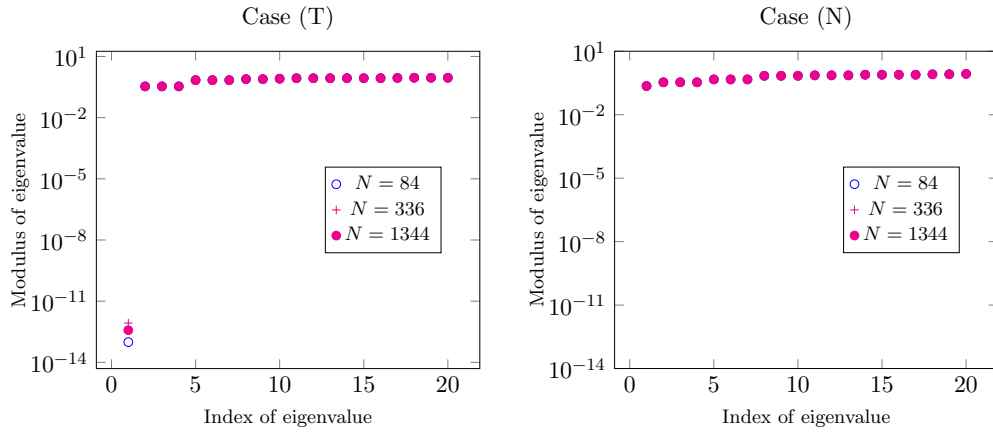 Case (T)
10^1
10^{-2}
10^{-5}
10^{-8}
10^{-11}
10^{-14}
Modulus of eigenvalue
N = 84
N = 336
N = 1344
0 5 10 15 20
Index of eigenvalue
Case (N)
10^1
10^{-2}
10^{-5}
10^{-8}
10^{-11}
10^{-14}
Modulus of eigenvalue
N = 84
N = 336
N = 1344
0 5 10 15 20
Index of eigenvalue